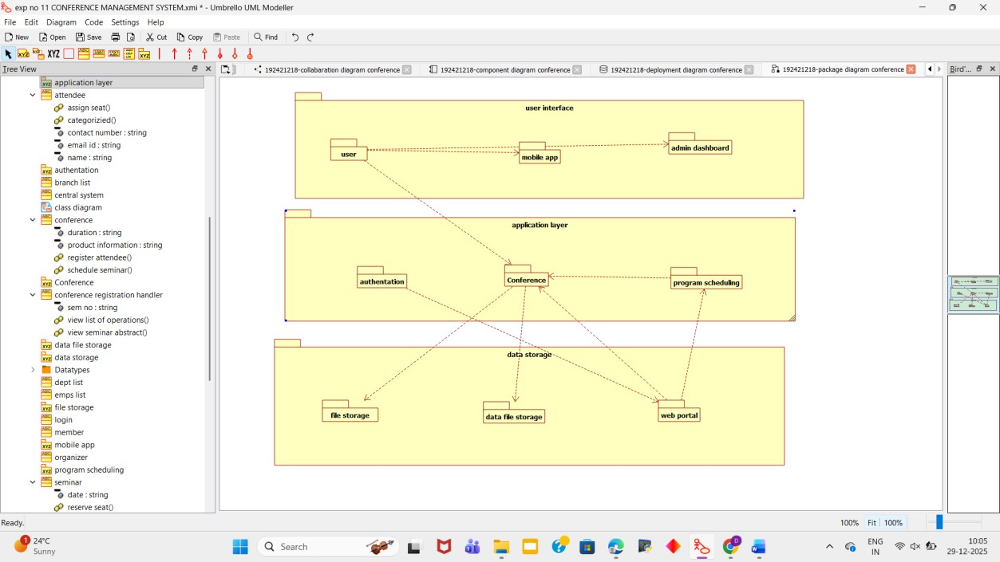 exp no 11 CONFERENCE MANAGEMENT SYSTEM.xmi * - Umbrello UML Modeller
File Edit Diagram Code Settings Help
New Open Save Cut Copy Paste Find
XYZ
Tree View
application layer
attendee
assign seat()
categorizied()
contact number : string
email id : string
name : string
authentation
branch list
central system
class diagram
conference
duration : string
product information : string
register attendee()
schedule seminar()
Conference
conference registration handler
sem no : string
view list of operations()
view seminar abstract()
data file storage
data storage
Datatypes
dept list
emps list
file storage
login
member
mobile app
organizer
program scheduling
seminar
date : string
reserve seat()
192421218-collabaration diagram conference
192421218-component diagram conference
192421218-deployment diagram conference
192421218-package diagram conference
Bird'...
user interface
user
mobile app
admin dashboard
application layer
authentation
Conference
program scheduling
data storage
file storage
data file storage
web portal
Ready.
100% Fit 100%
1
24°C
Sunny
Search
ENG
IN
10:05
29-12-2025